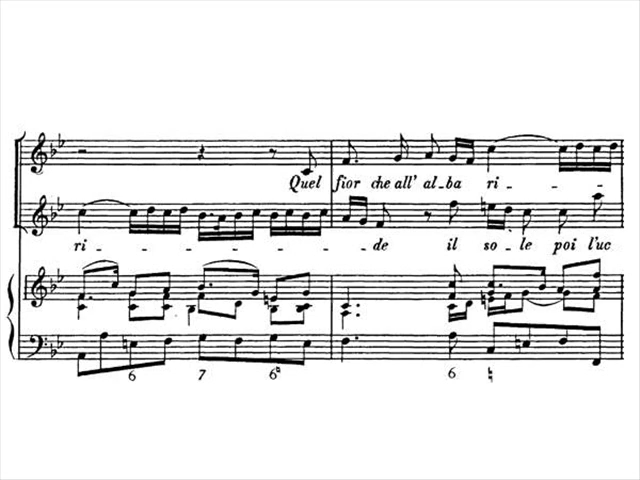 Quel fior che all' al-ba ri - - -
ri - - - - - - de il so-le poi l'uc
6 7 6♮ 6 ♮